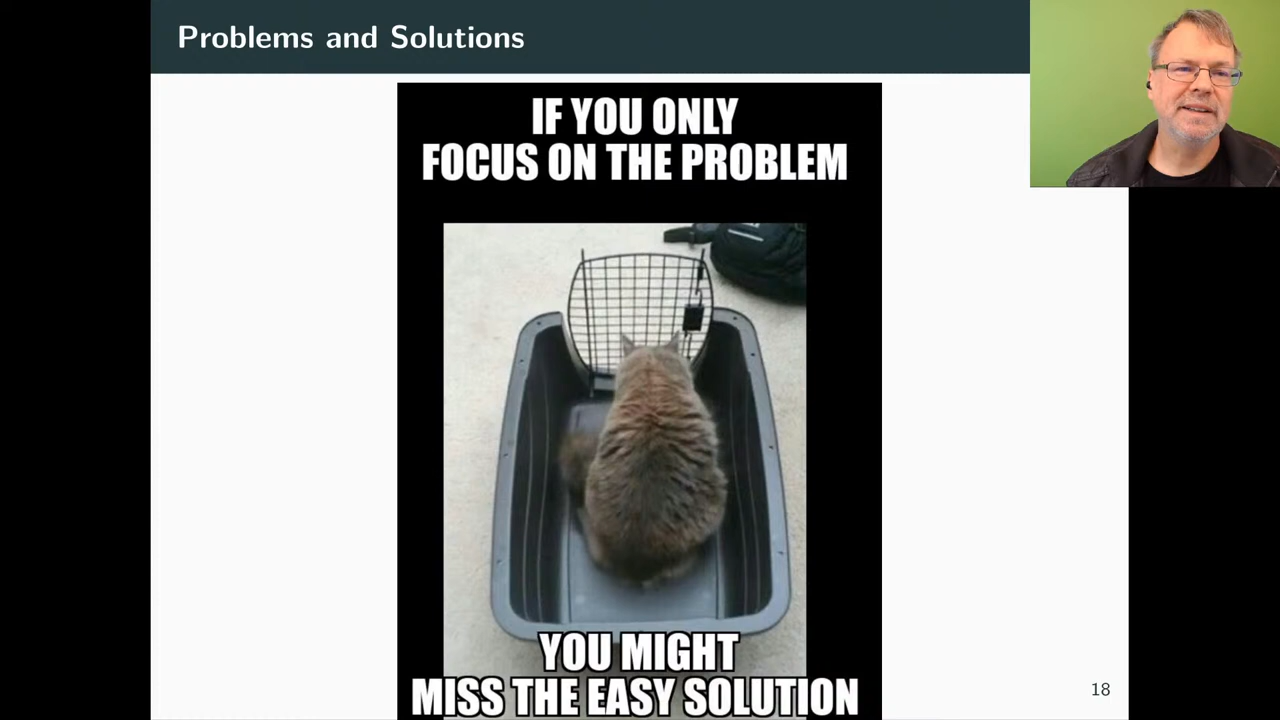 Problems and Solutions
IF YOU ONLY
FOCUS ON THE PROBLEM
YOU MIGHT
MISS THE EASY SOLUTION
18